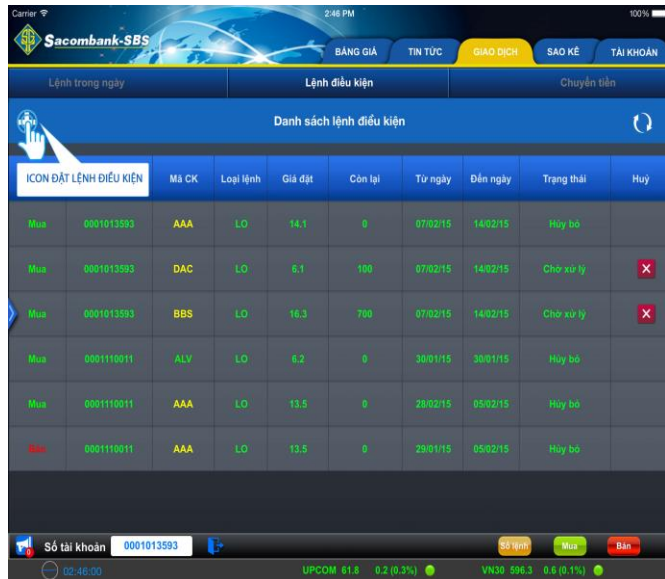 Carrier 2:46 PM 100%
Sacombank-SBS
BẢNG GIÁ TIN TỨC GIAO DỊCH SAO KÊ TÀI KHOẢN
Lệnh trong ngày Lệnh điều kiện Chuyển tiền
Danh sách lệnh điều kiện
ICON ĐẶT LỆNH ĐIỀU KIỆN Mã CK Loại lệnh Giá đặt Còn lại Từ ngày Đến ngày Trạng thái Huỷ
Mua 0001013593 AAA LO 14.1 0 07/02/15 14/02/15 Hủy bỏ
Mua 0001013593 DAC LO 6.1 100 07/02/15 14/02/15 Chờ xử lý X
Mua 0001013593 BBS LO 16.3 700 07/02/15 14/02/15 Chờ xử lý X
Mua 0001110011 ALV LO 6.2 0 30/01/15 30/01/15 Hủy bỏ
Mua 0001110011 AAA LO 13.5 0 28/02/15 05/02/15 Hủy bỏ
Bán 0001110011 AAA LO 13.5 0 29/01/15 05/02/15 Hủy bỏ
0 Số tài khoản 0001013593 Sổ lệnh Mua Bán
02:46:00 UPCOM 61.8 0.2 (0.3%) VN30 596.3 0.6 (0.1%)